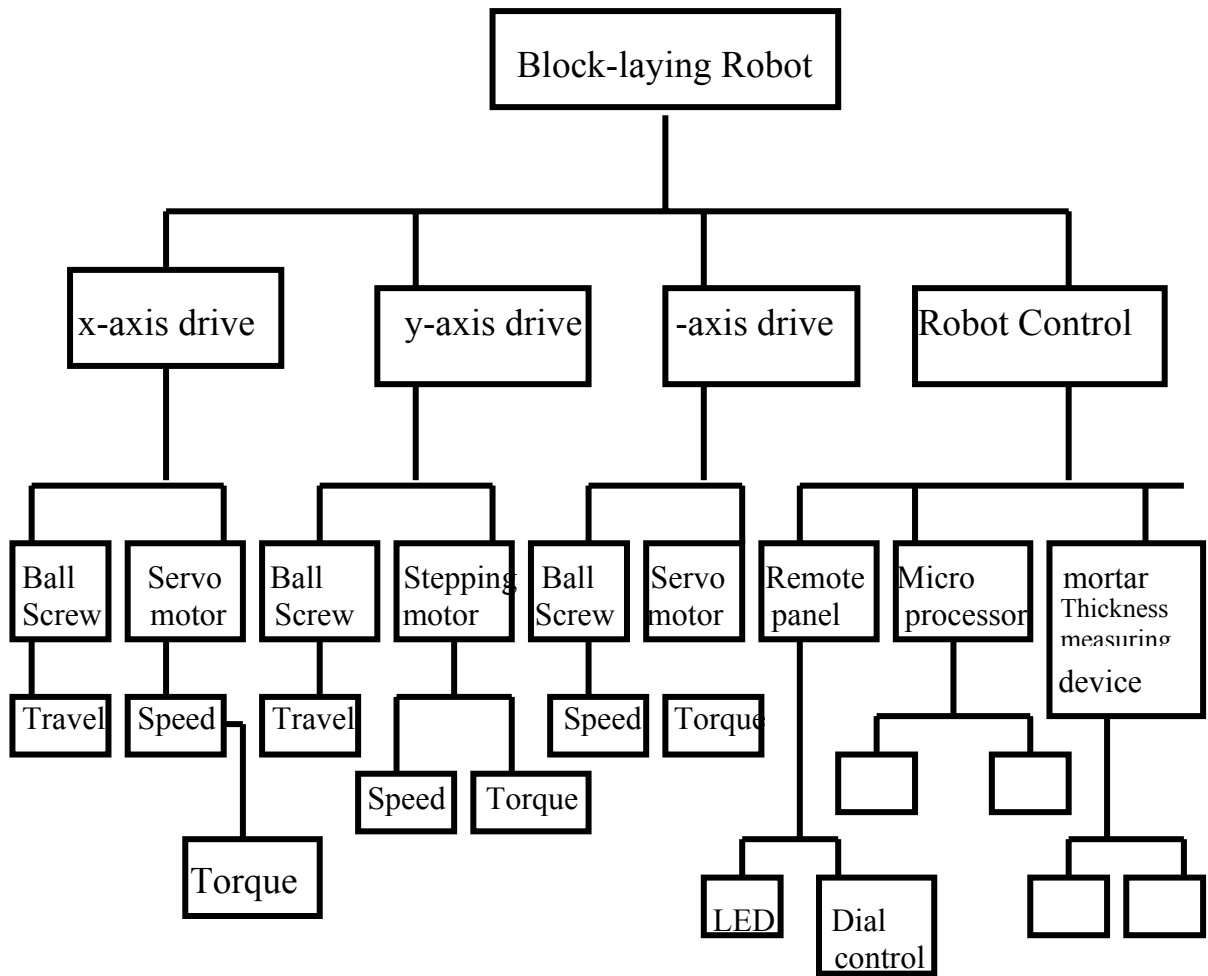 Block-laying Robot
x-axis drive
y-axis drive
-axis drive
Robot Control
Ball
Screw
Servo
motor
Ball
Screw
Stepping
motor
Ball
Screw
Servo
motor
Remote
panel
Micro
processor
mortar
Thickness
measuring
device
Travel
Speed
Travel
Speed
Torque
Speed
Torque
Torque
LED
Dial
control